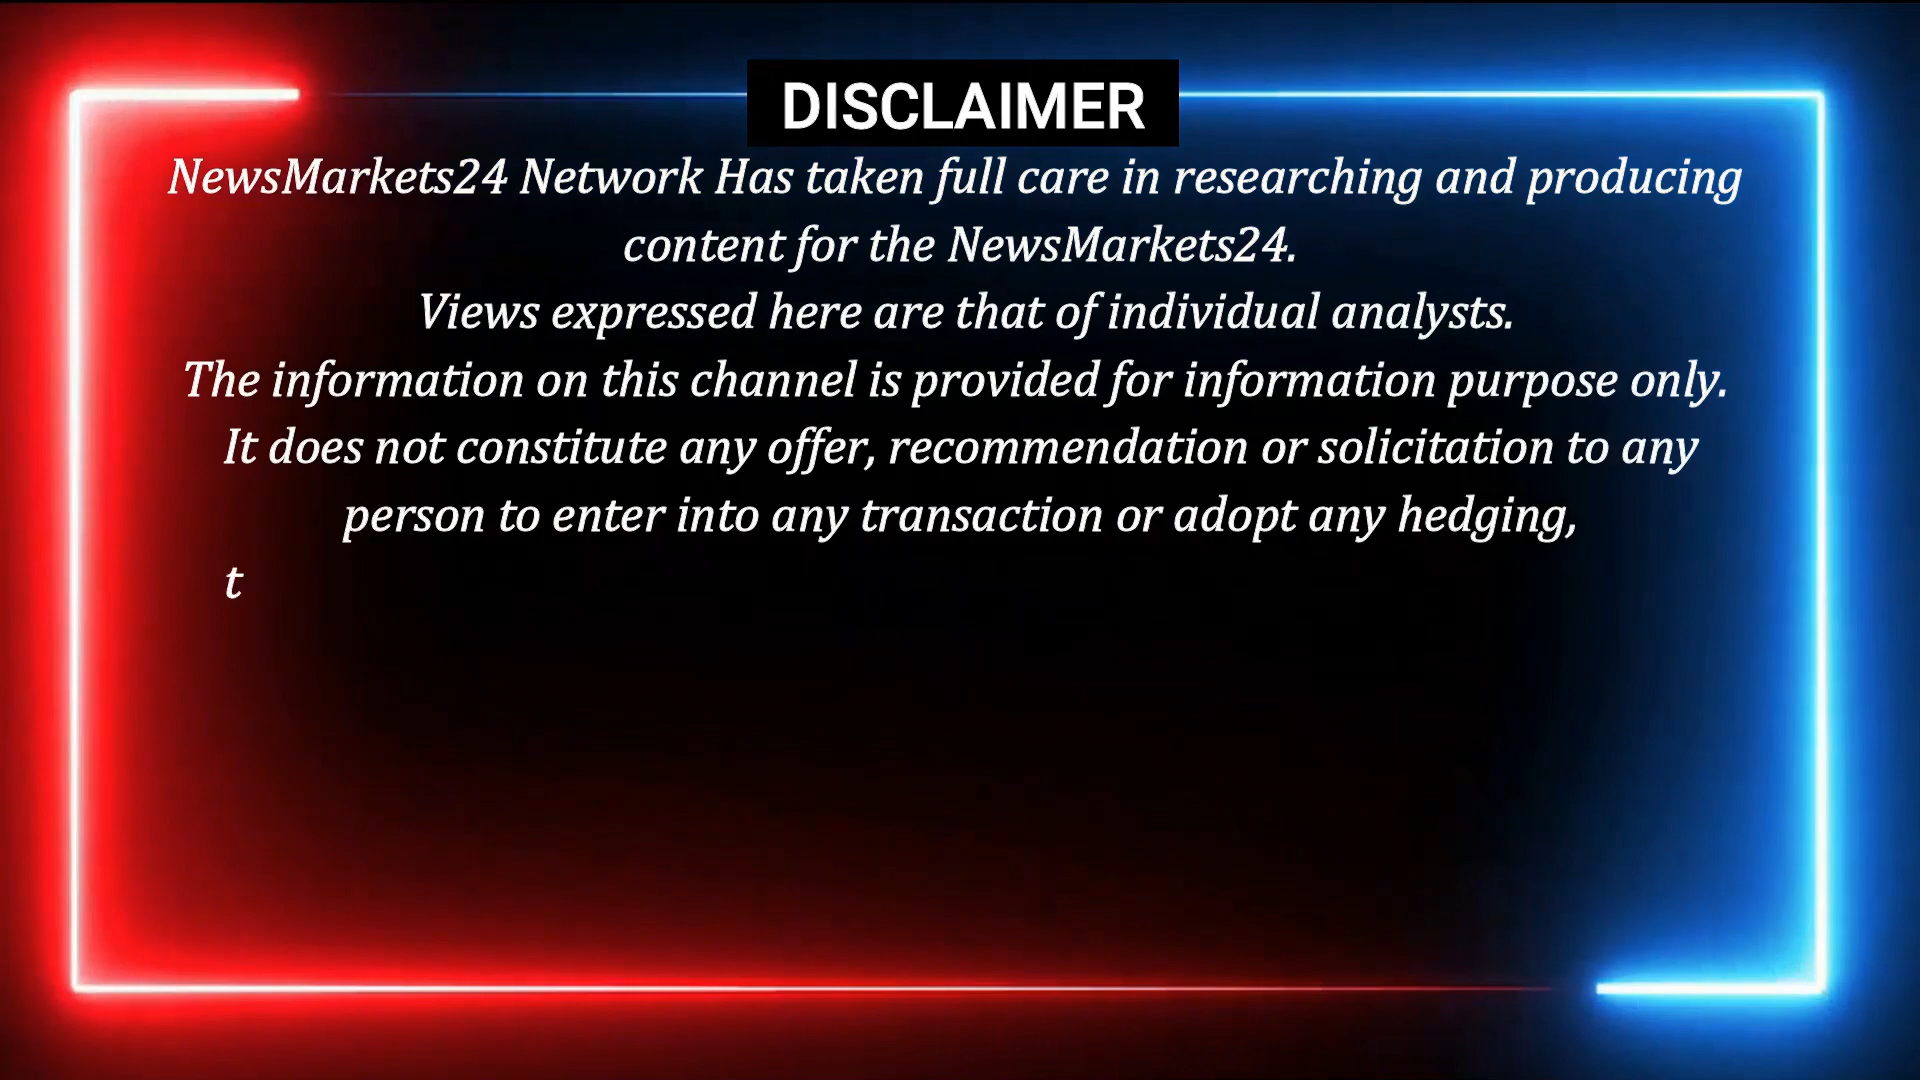 DISCLAIMER
NewsMarkets24 Network Has taken full care in researching and producing
content for the NewsMarkets24.
Views expressed here are that of individual analysts.
The information on this channel is provided for information purpose only.
It does not constitute any offer, recommendation or solicitation to any
person to enter into any transaction or adopt any hedging,
t